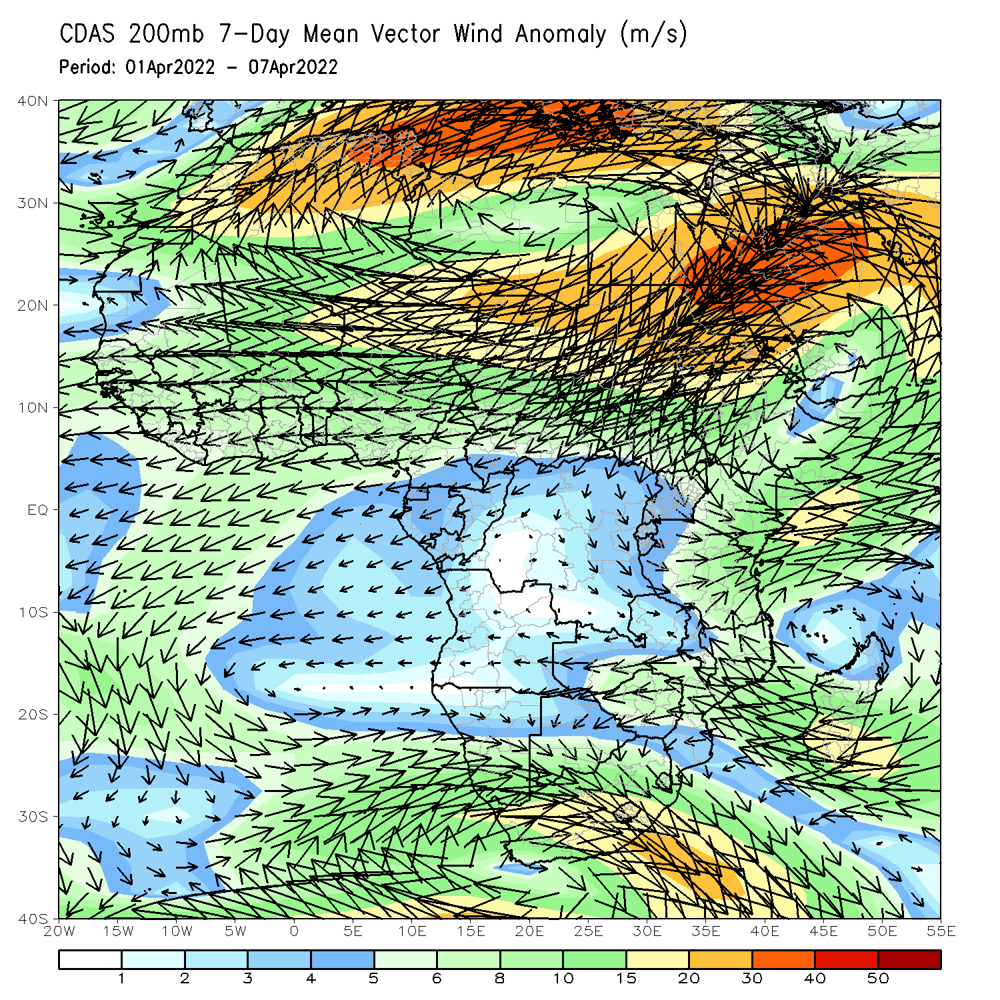 CDAS 200mb 7-Day Mean Vector Wind Anomaly (m/s)
Period: 01Apr2022 - 07Apr2022
40N
30N
20N
10N
EQ
10S
20S
30S
40S
20W 15W 10W 5W 0 5E 10E 15E 20E 25E 30E 35E 40E 45E 50E 55E
1 2 3 4 5 6 8 10 15 20 30 40 50